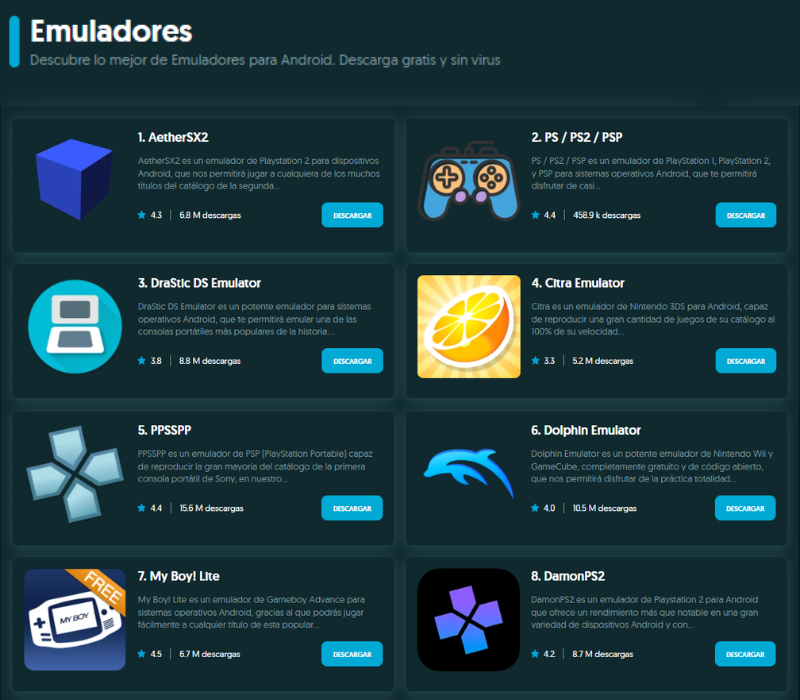 Emuladores
Descubre lo mejor de Emuladores para Android. Descarga gratis y sin virus
1. AetherSX2
AetherSX2 es un emulador de Playstation 2 para dispositivos
Android, que nos permitirá jugar a cualquiera de los muchos
títulos del catálogo de la segunda...
4.3 | 6.8 M descargas
DESCARGAR
2. PS / PS2 / PSP
PS / PS2 / PSP es un emulador de PlayStation 1, PlayStation 2,
y PSP para sistemas operativos Android, que te permitirá
disfrutar de casi...
4.4 | 458.9 k descargas
DESCARGAR
3. DraStic DS Emulator
DraStic DS Emulator es un potente emulador para sistemas
operativos Android, que te permitirá emular una de las
consolas portátiles más populares de la historia:...
3.8 | 8.8 M descargas
DESCARGAR
4. Citra Emulator
Citra es un emulador de Nintendo 3DS para Android, capaz
de reproducir una gran cantidad de juegos de su catálogo al
100% de su velocidad...
3.3 | 5.2 M descargas
DESCARGAR
5. PPSSPP
PPSSPP es un emulador de PSP (PlayStation Portable) capaz
de reproducir la gran mayoría del catálogo de la primera
consola portátil de Sony, en nuestro...
4.4 | 15.6 M descargas
DESCARGAR
6. Dolphin Emulator
Dolphin Emulator es un potente emulador de Nintendo Wii y
GameCube, completamente gratuito y de código abierto,
que nos permitirá disfrutar de la práctica totalidad...
4.0 | 10.5 M descargas
DESCARGAR
FREE
MY BOY
7. My Boy! Lite
My Boy! Lite es un emulador de Gameboy Advance para
sistemas operativos Android, gracias al que podrás jugar
fácilmente a cualquier título de esta popular...
4.5 | 6.7 M descargas
DESCARGAR
8. DamonPS2
DamonPS2 es un emulador de Playstation 2 para Android
que ofrece un rendimiento más que notable en una gran
variedad de dispositivos Android y con...
4.2 | 8.7 M descargas
DESCARGAR